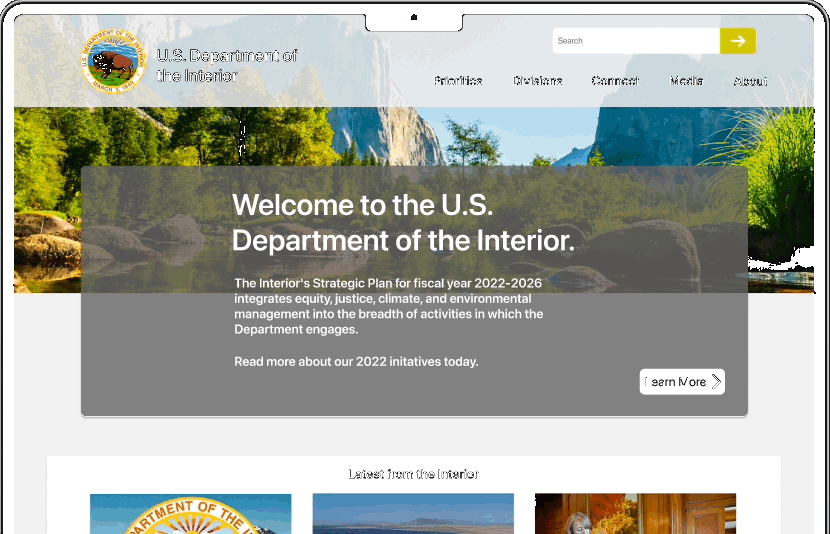 U.S. DEPARTMENT OF THE INTERIOR
MARCH 3, 1849
U.S. Department of
the Interior
Search
Priorities Divisions Connect Media About
Welcome to the U.S.
Department of the Interior.
The Interior's Strategic Plan for fiscal year 2022-2026
integrates equity, justice, climate, and environmental
management into the breadth of activities in which the
Department engages.
Read more about our 2022 initatives today.
Learn More
Latest from the Interior
ARTMENT OF THE I